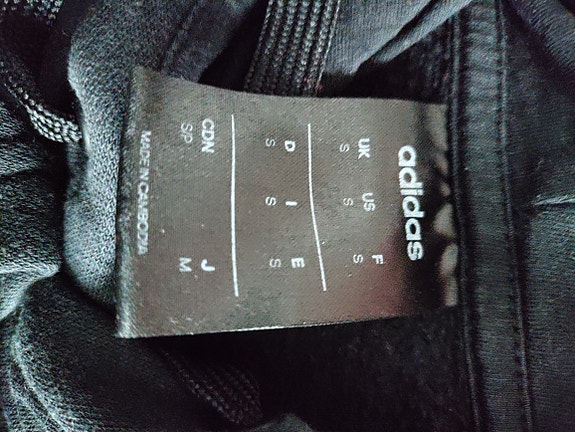 adidas
UK US F
S S S
D I E
S S S
CDN J
SP M
MADE IN CAMBODIA